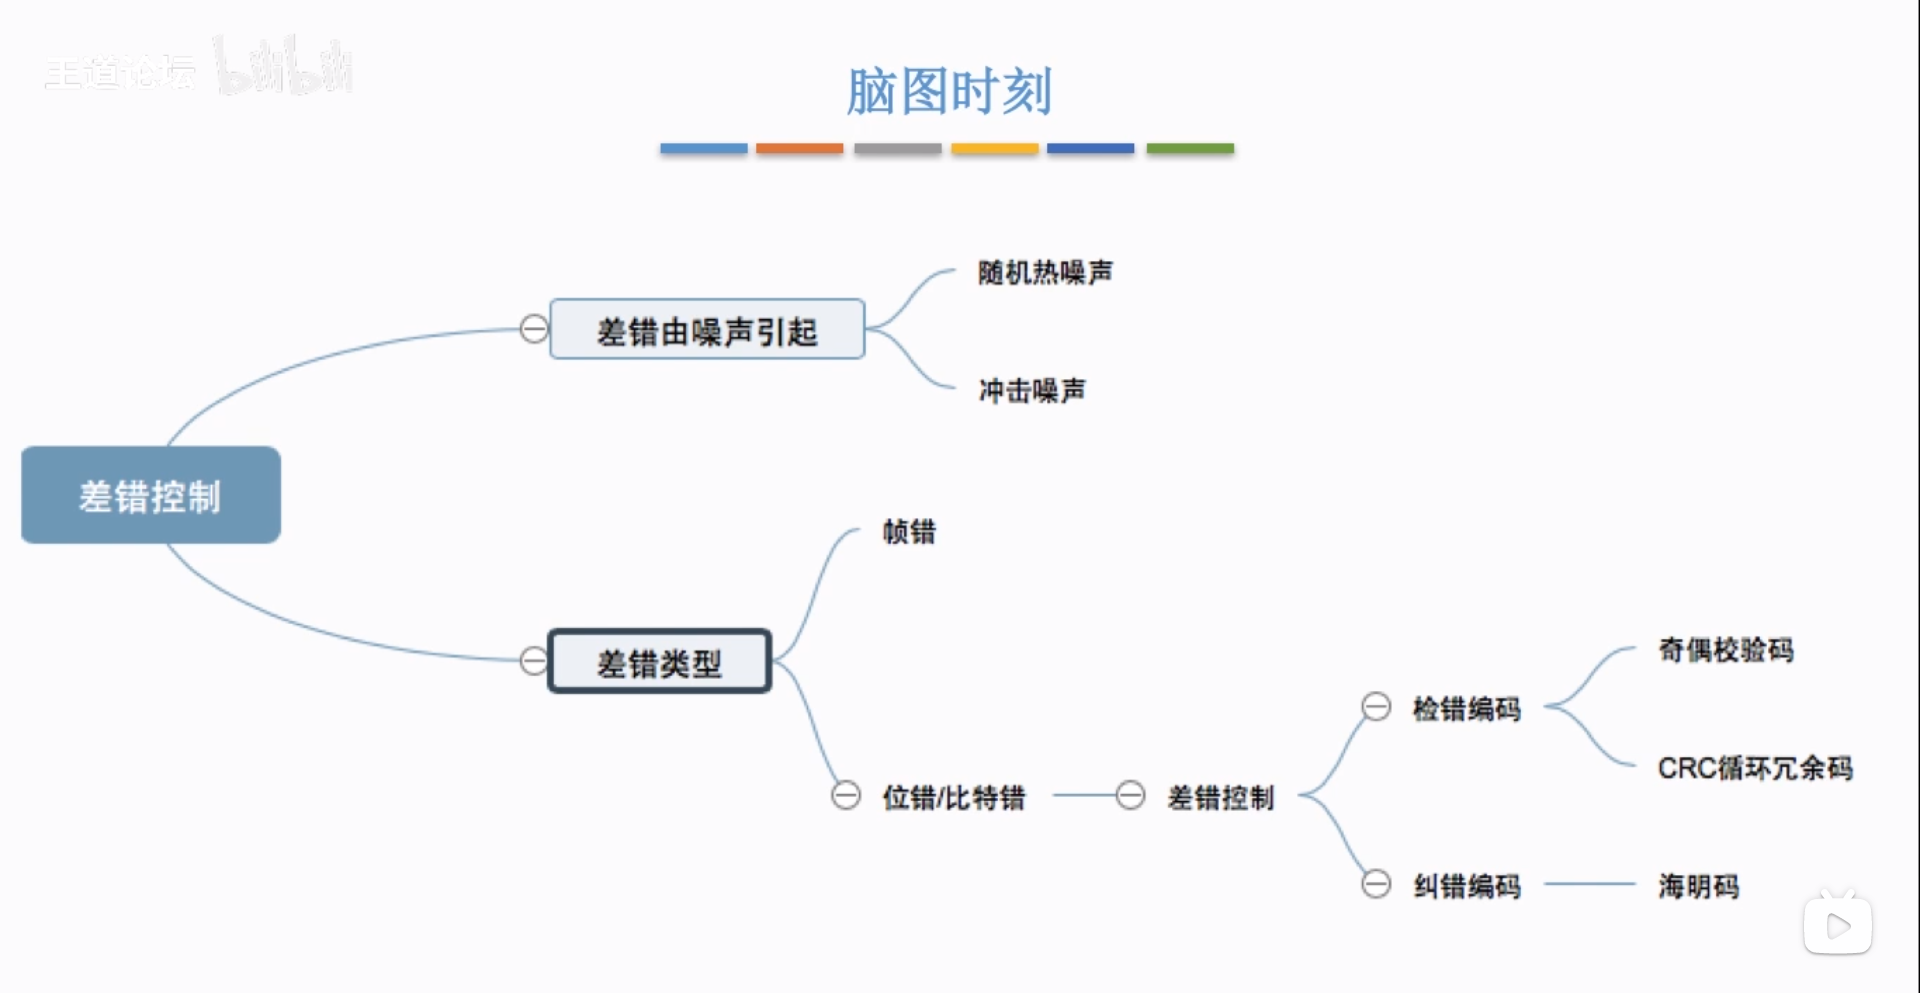 王道论坛 bilibili
脑图时刻
随机热噪声
差错由噪声引起
冲击噪声
差错控制
帧错
差错类型
奇偶校验码
检错编码
CRC循环冗余码
位错/比特错
差错控制
纠错编码
海明码